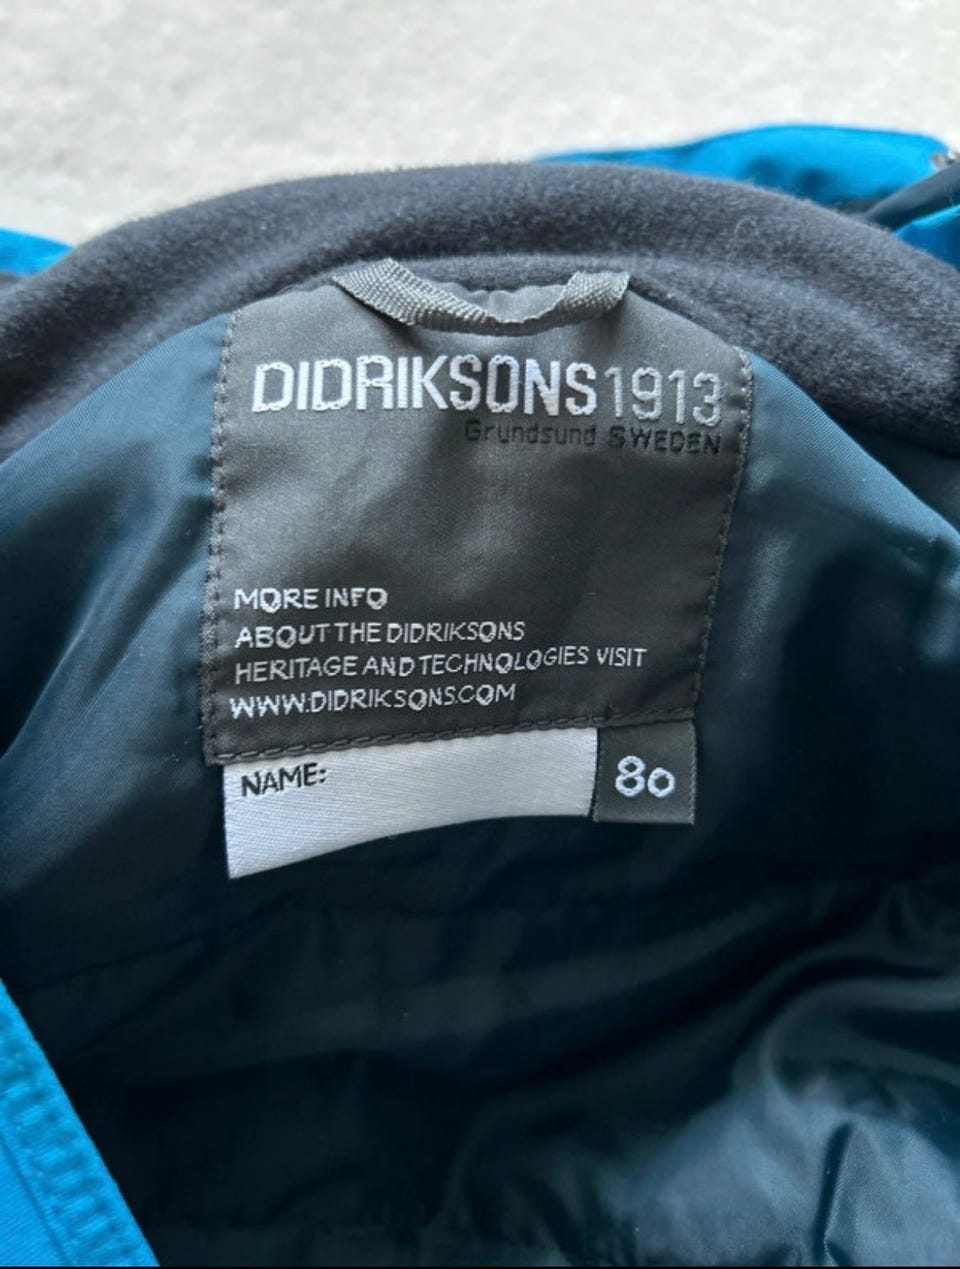 DIDRIKSONS1913
Grundsund SWEDEN
MORE INFO
ABOUT THE DIDRIKSONS
HERITAGE AND TECHNOLOGIES VISIT
WWW.DIDRIKSONS.COM
NAME:
80